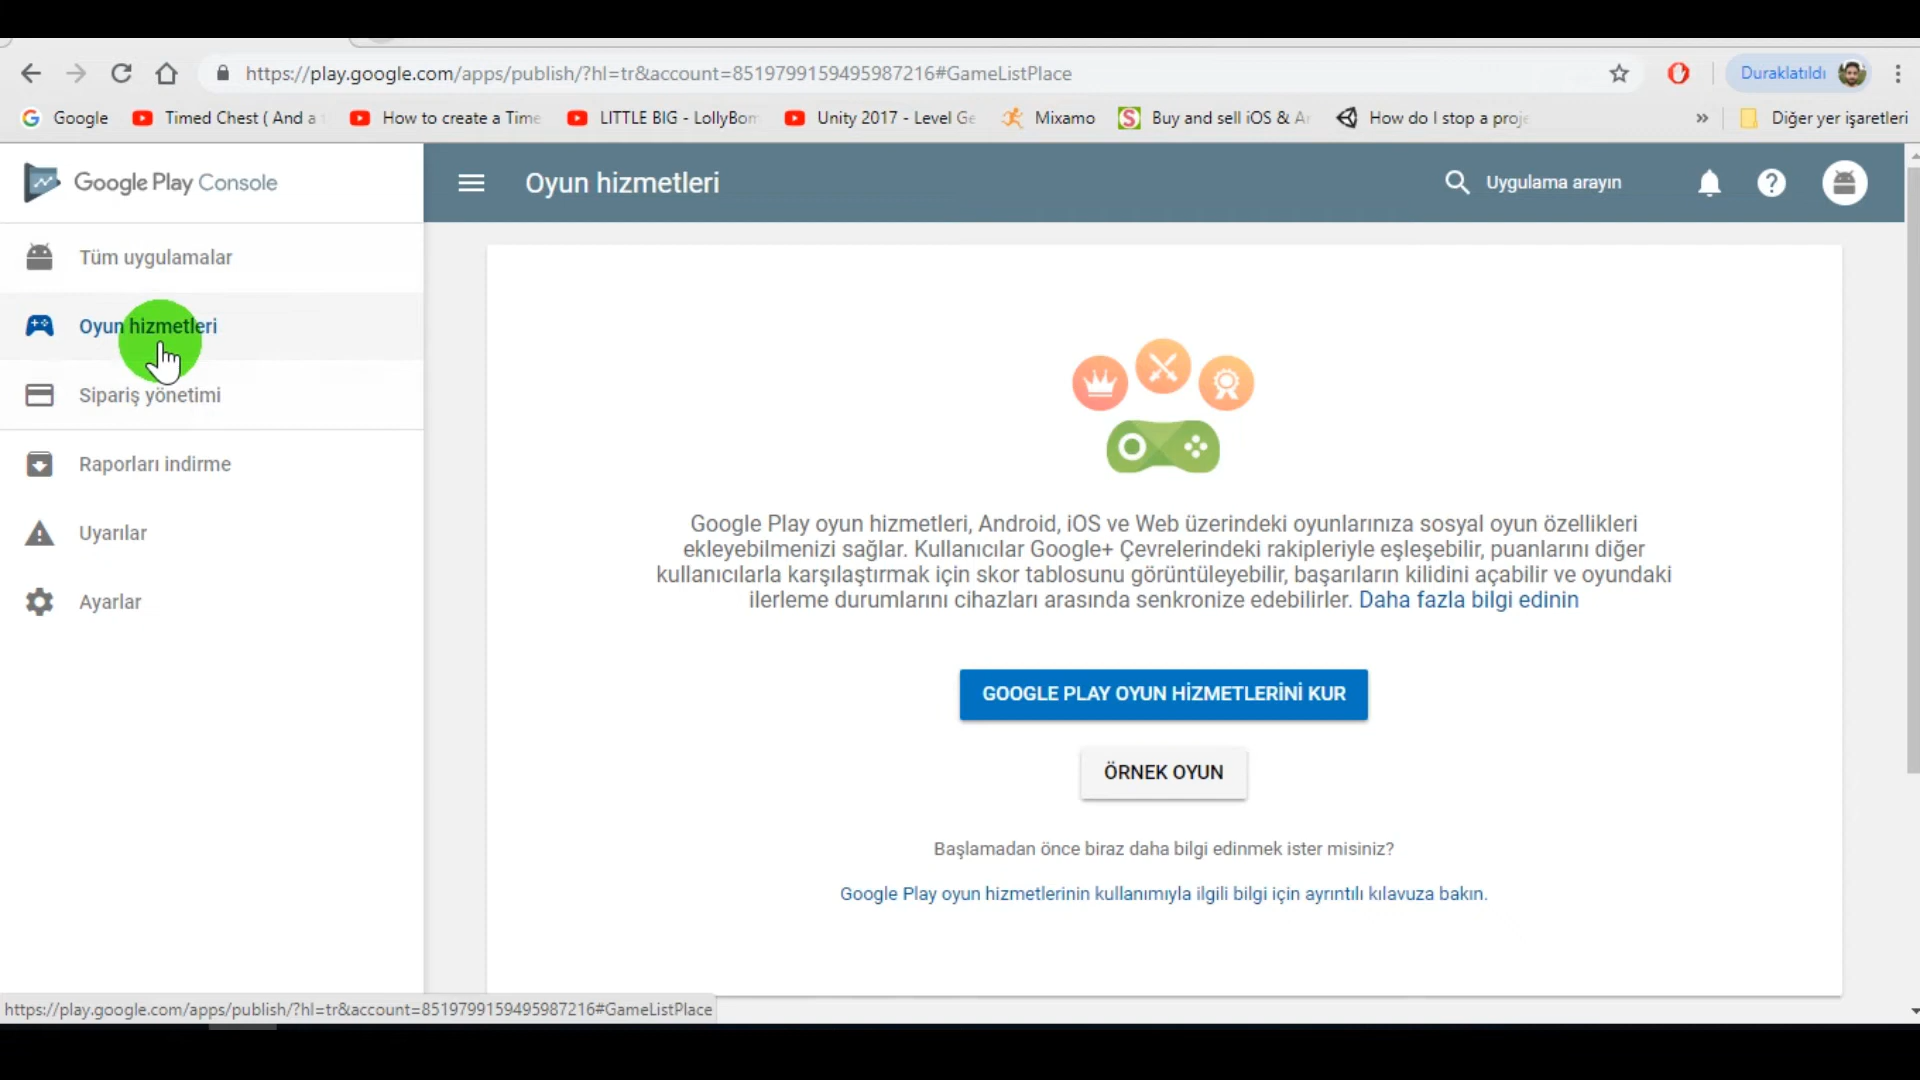 https://play.google.com/apps/publish/?hl=tr&account=8519799159495987216#GameListPlace
Duraklatıldı
Google
Timed Chest ( And a
How to create a Time
LITTLE BIG - LollyBom
Unity 2017 - Level Ge
Mixamo
Buy and sell iOS & An
How do I stop a proje
»
Diğer yer işaretleri
Google Play Console
Oyun hizmetleri
Uygulama arayın
Tüm uygulamalar
Oyun hizmetleri
Sipariş yönetimi
Raporları indirme
Uyarılar
Ayarlar
Google Play oyun hizmetleri, Android, iOS ve Web üzerindeki oyunlarınıza sosyal oyun özellikleri
ekleyebilmenizi sağlar. Kullanıcılar Google+ Çevrelerindeki rakipleriyle eşleşebilir, puanlarını diğer
kullanıcılarla karşılaştırmak için skor tablosunu görüntüleyebilir, başarıların kilidini açabilir ve oyundaki
ilerleme durumlarını cihazları arasında senkronize edebilirler. Daha fazla bilgi edinin
GOOGLE PLAY OYUN HİZMETLERİNİ KUR
ÖRNEK OYUN
Başlamadan önce biraz daha bilgi edinmek ister misiniz?
Google Play oyun hizmetlerinin kullanımıyla ilgili bilgi için ayrıntılı kılavuza bakın.
https://play.google.com/apps/publish/?hl=tr&account=8519799159495987216#GameListPlace